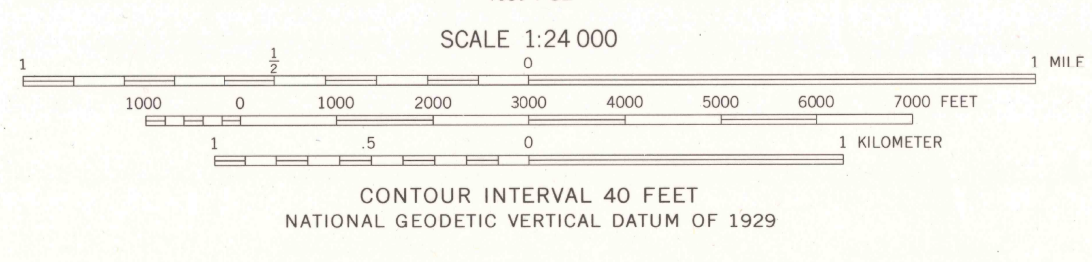 SCALE 1:24 000
1 1/2 0 1 MILE
1000 0 1000 2000 3000 4000 5000 6000 7000 FEET
1 .5 0 1 KILOMETER
CONTOUR INTERVAL 40 FEET
NATIONAL GEODETIC VERTICAL DATUM OF 1929